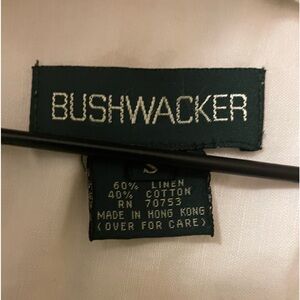 BUSHWACKER
S
60% LINEN
40% COTTON
RN 70753
MADE IN HONG KONG
(OVER FOR CARE)